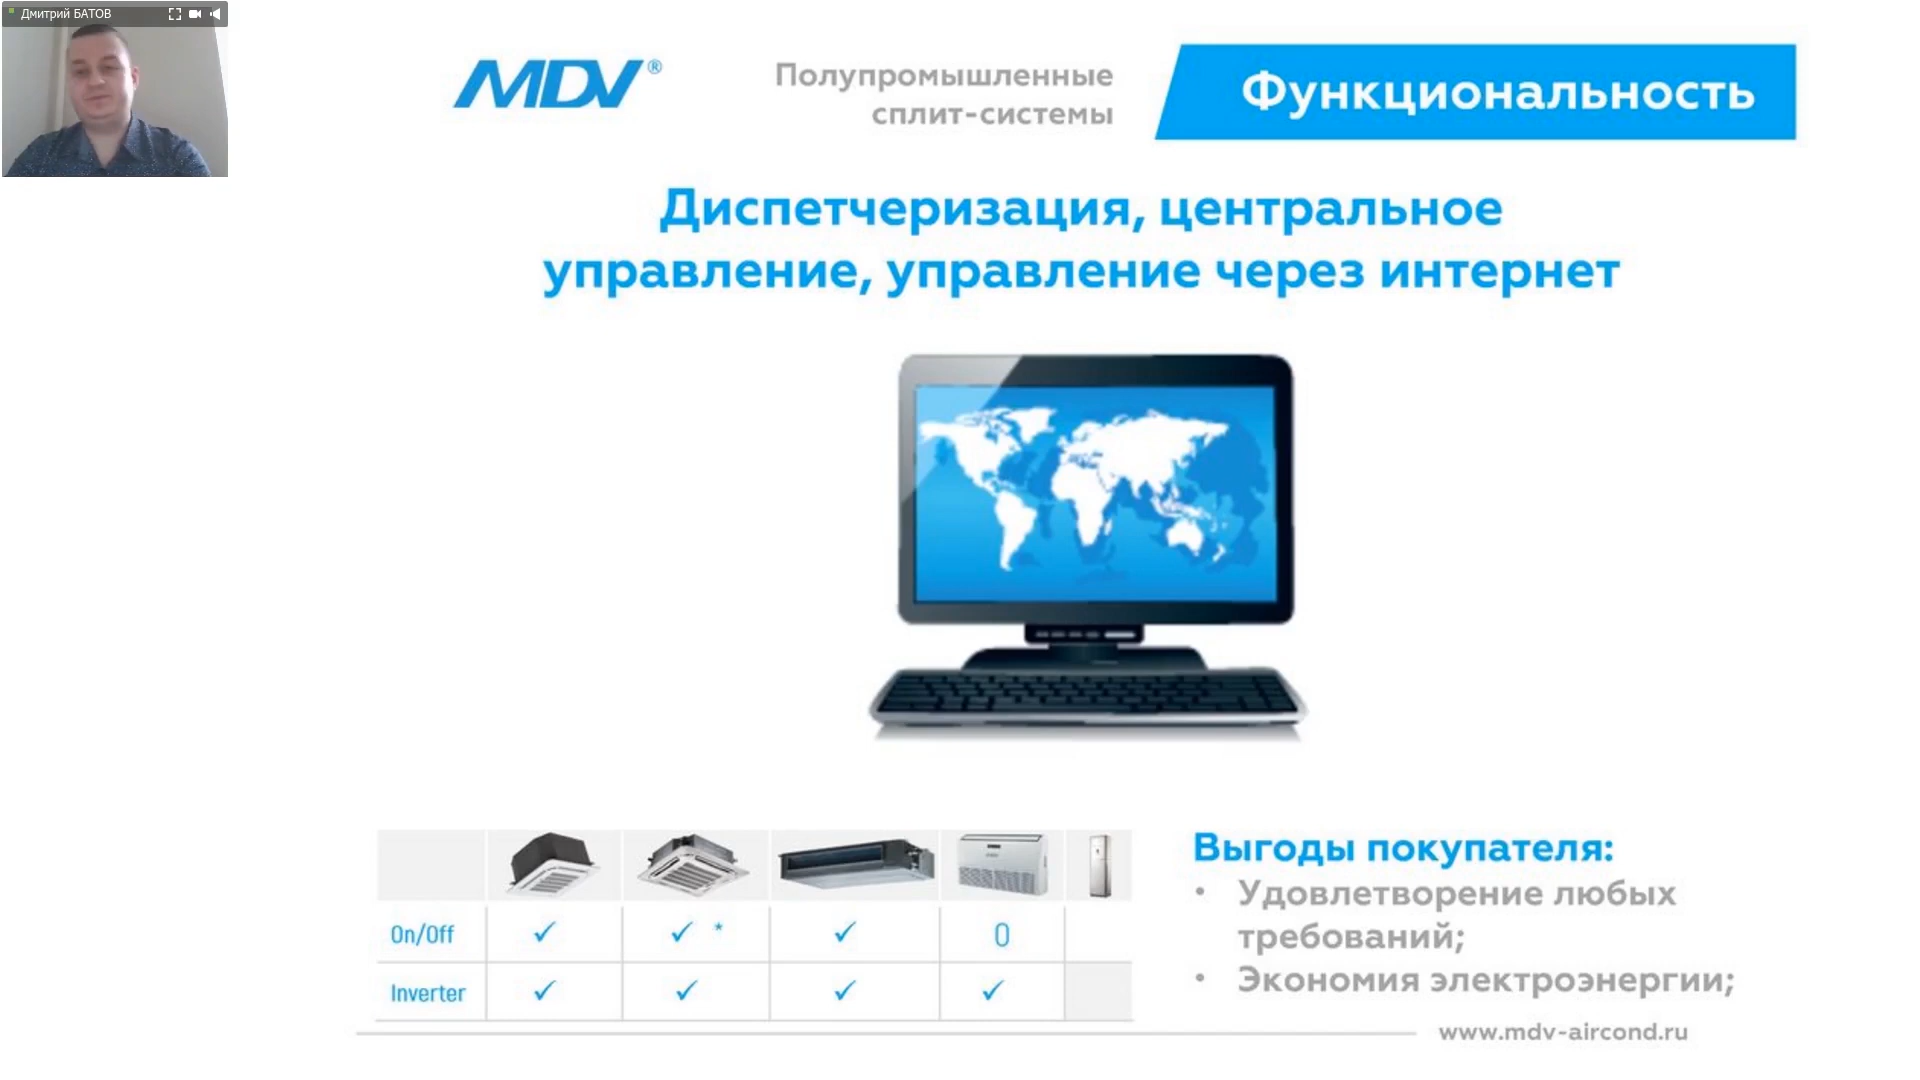 Дмитрий БАТОВ
MDV®
Полупромышленные
сплит-системы
Функциональность
Диспетчеризация, центральное
управление, управление через интернет
On/Off ✓ ✓ * ✓ 0
Inverter ✓ ✓ ✓ ✓
Выгоды покупателя:
• Удовлетворение любых
требований;
• Экономия электроэнергии;
www.mdv-aircond.ru